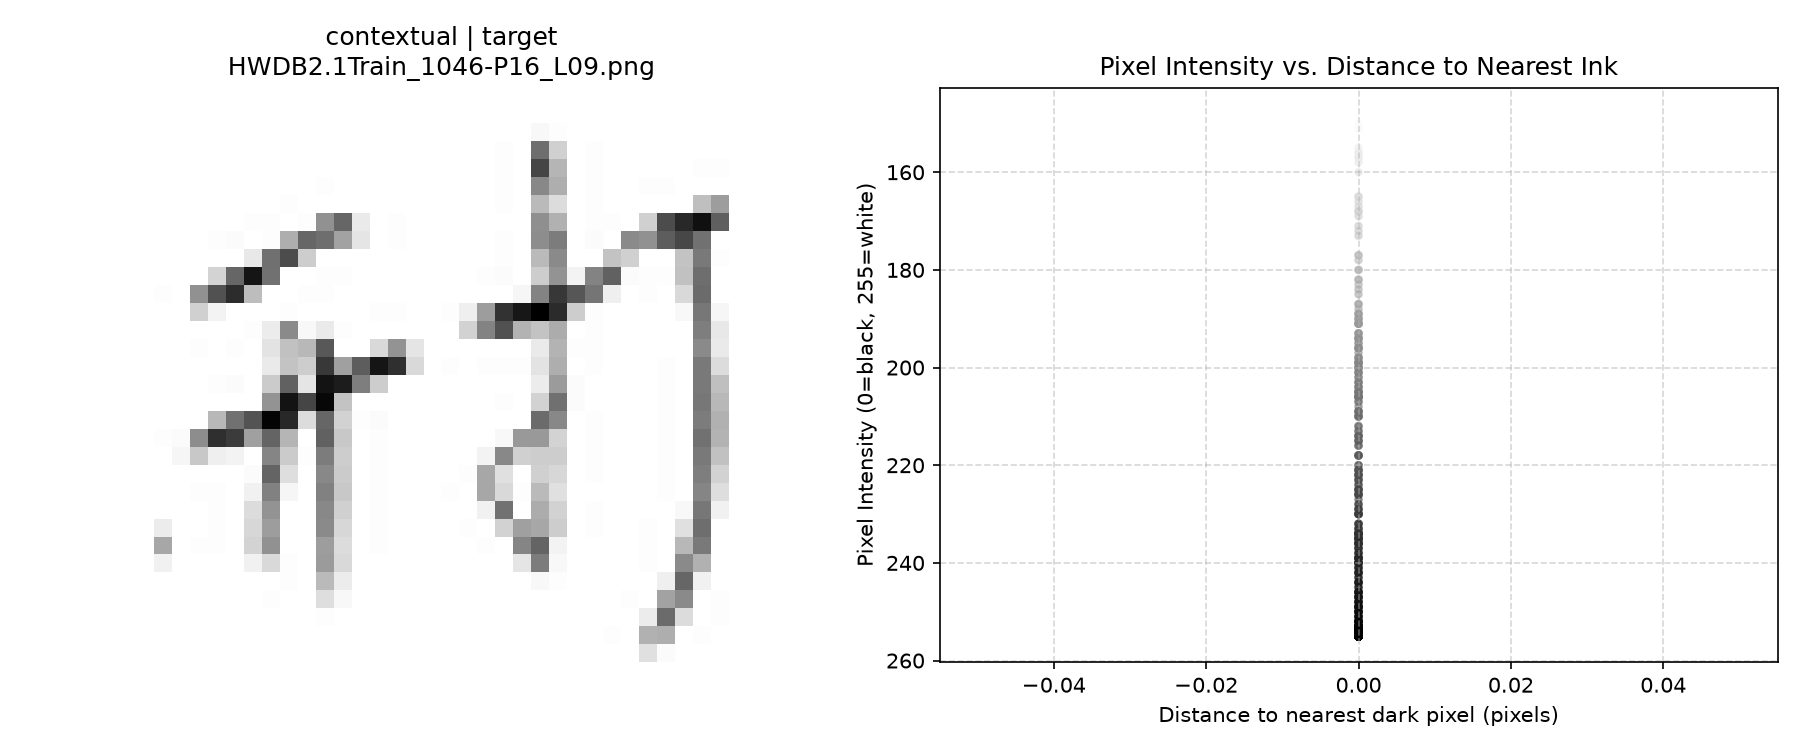 contextual | target
HWDB2.1Train_1046-P16_L09.png
Pixel Intensity vs. Distance to Nearest Ink
Pixel Intensity (0=black, 255=white)
160
180
200
220
240
260
−0.04 −0.02 0.00 0.02 0.04
Distance to nearest dark pixel (pixels)